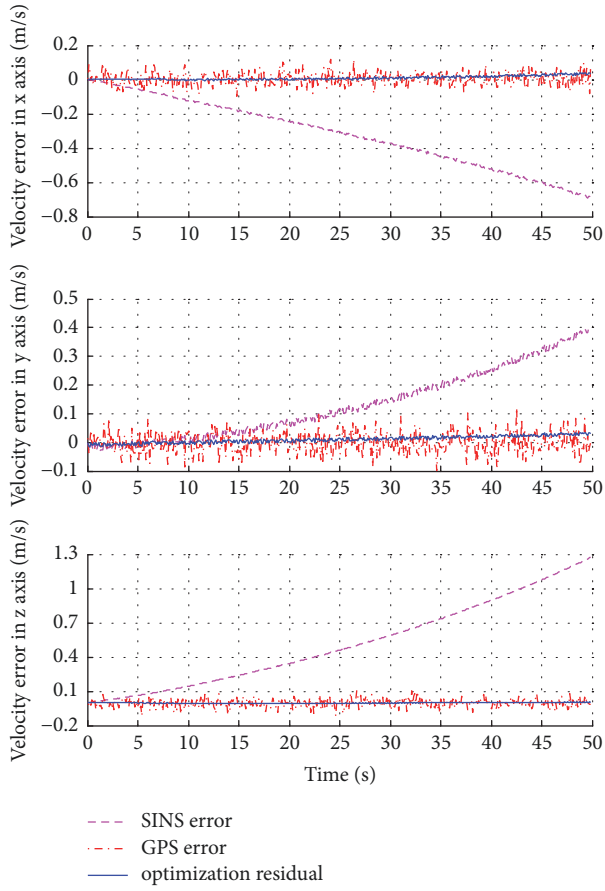 Velocity error in x axis (m/s)
0.2
0
−0.2
−0.4
−0.6
−0.8
0 5 10 15 20 25 30 35 40 45 50
Velocity error in y axis (m/s)
0.5
0.4
0.3
0.2
0.1
0
−0.1
0 5 10 15 20 25 30 35 40 45 50
Velocity error in z axis (m/s)
1.3
1
0.7
0.4
0.1
−0.2
0 5 10 15 20 25 30 35 40 45 50
Time (s)
SINS error
GPS error
optimization residual